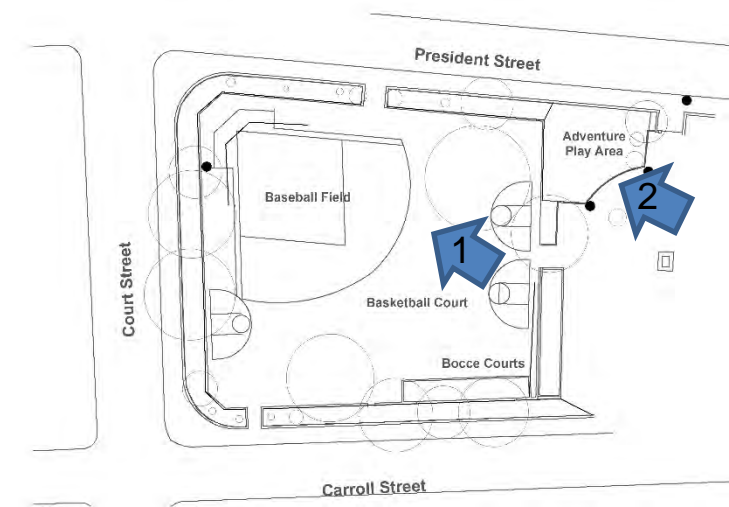 President Street
Adventure
Play Area
2
Baseball Field
1
Court Street
Basketball Court
Bocce Courts
Carroll Street